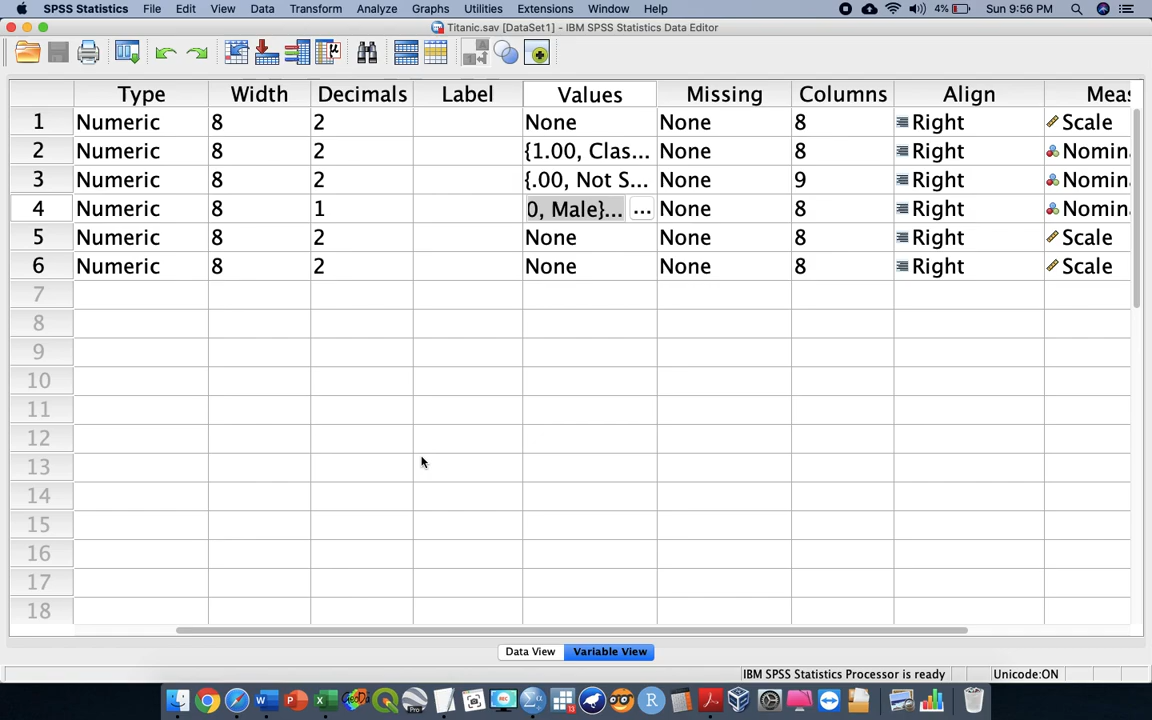 SPSS Statistics File Edit View Data Transform Analyze Graphs Utilities Extensions Window Help 4% Sun 9:56 PM
Titanic.sav [DataSet1] - IBM SPSS Statistics Data Editor
Type Width Decimals Label Values Missing Columns Align Meas
1 Numeric 8 2 None None 8 Right Scale
2 Numeric 8 2 {1.00, Clas... None 8 Right Nomin
3 Numeric 8 2 {.00, Not S... None 9 Right Nomin
4 Numeric 8 1 0, Male}... ... None 8 Right Nomin
5 Numeric 8 2 None None 8 Right Scale
6 Numeric 8 2 None None 8 Right Scale
7
8
9
10
11
12
13
14
15
16
17
18
Data View Variable View
IBM SPSS Statistics Processor is ready Unicode:ON